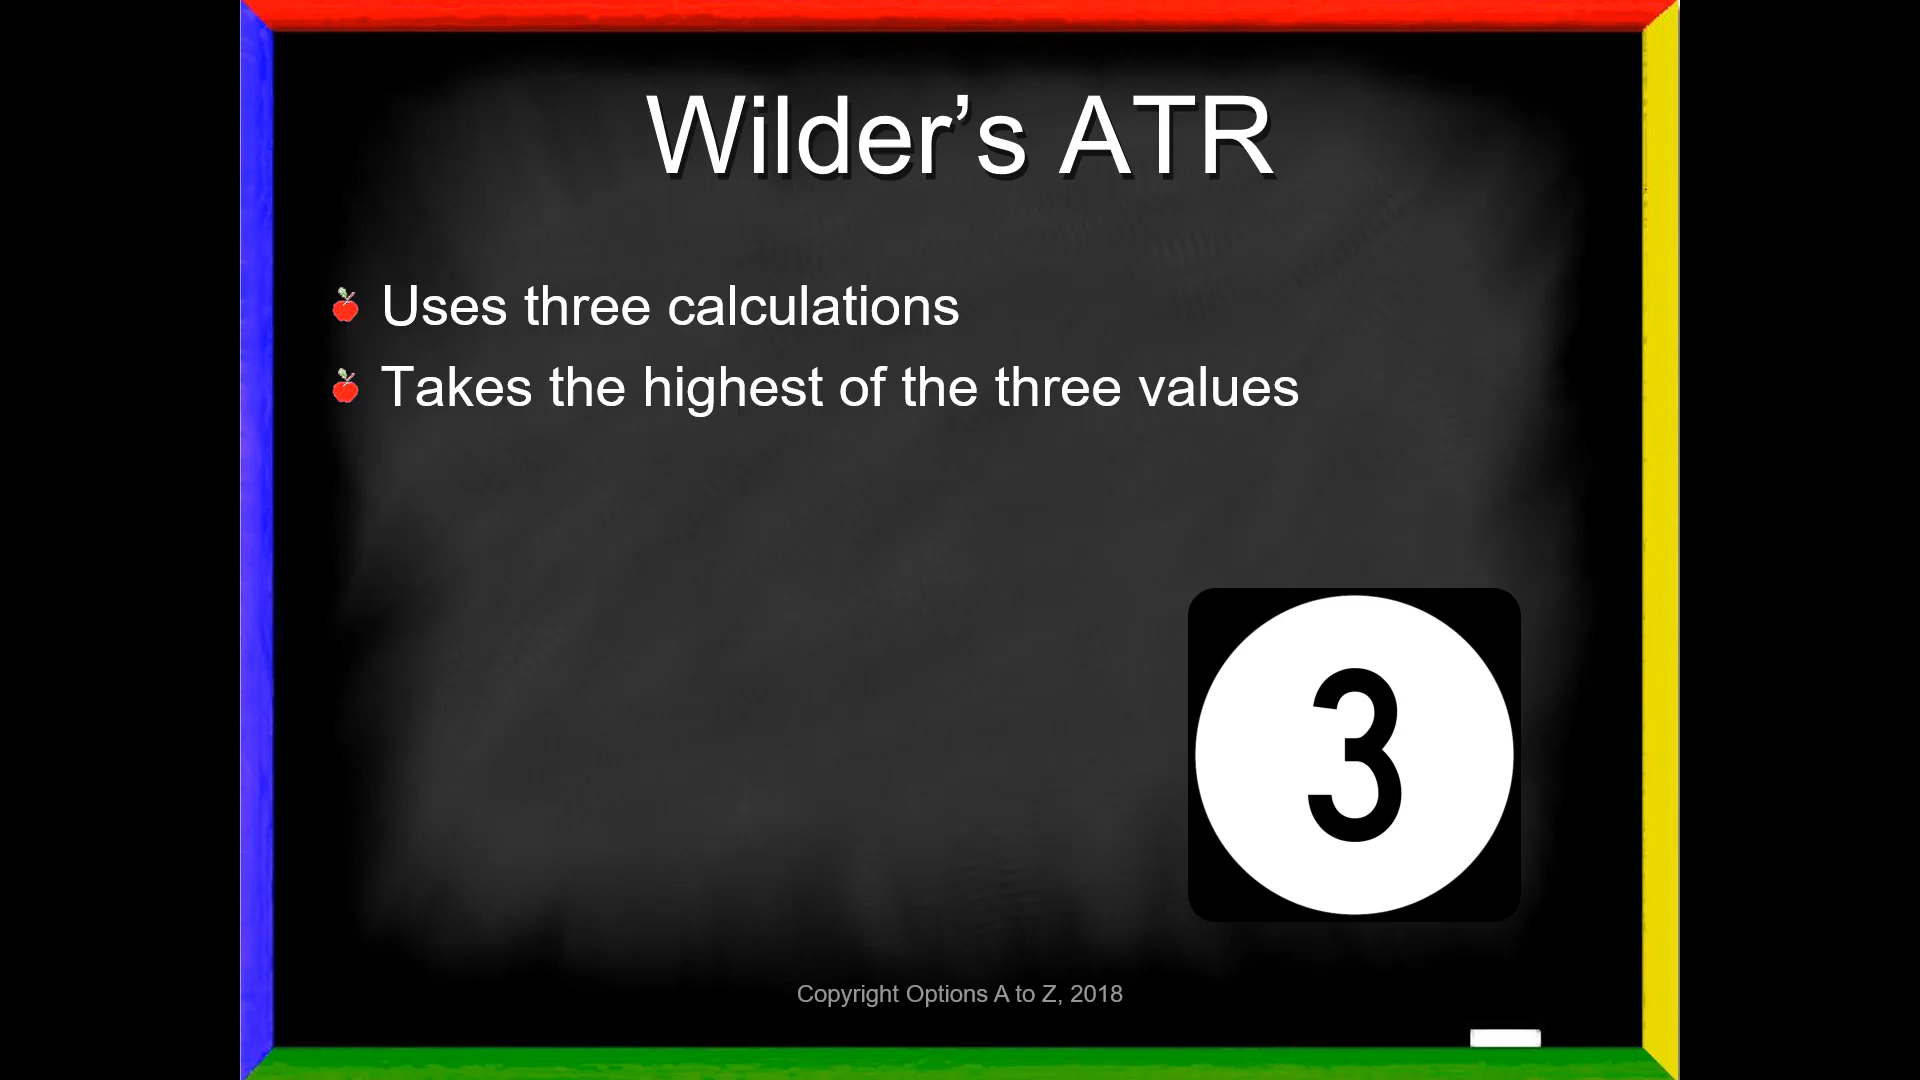 Wilder’s ATR
Uses three calculations
Takes the highest of the three values
3
Copyright Options A to Z, 2018